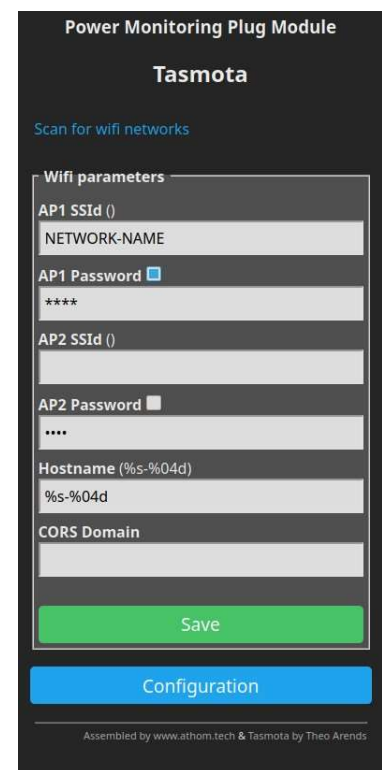 Power Monitoring Plug Module
Tasmota
Scan for wifi networks
Wifi parameters
AP1 SSId ()
NETWORK-NAME
AP1 Password
****
AP2 SSId ()
AP2 Password
••••
Hostname (%s-%04d)
%s-%04d
CORS Domain
Save
Configuration
Assembled by www.athom.tech & Tasmota by Theo Arends